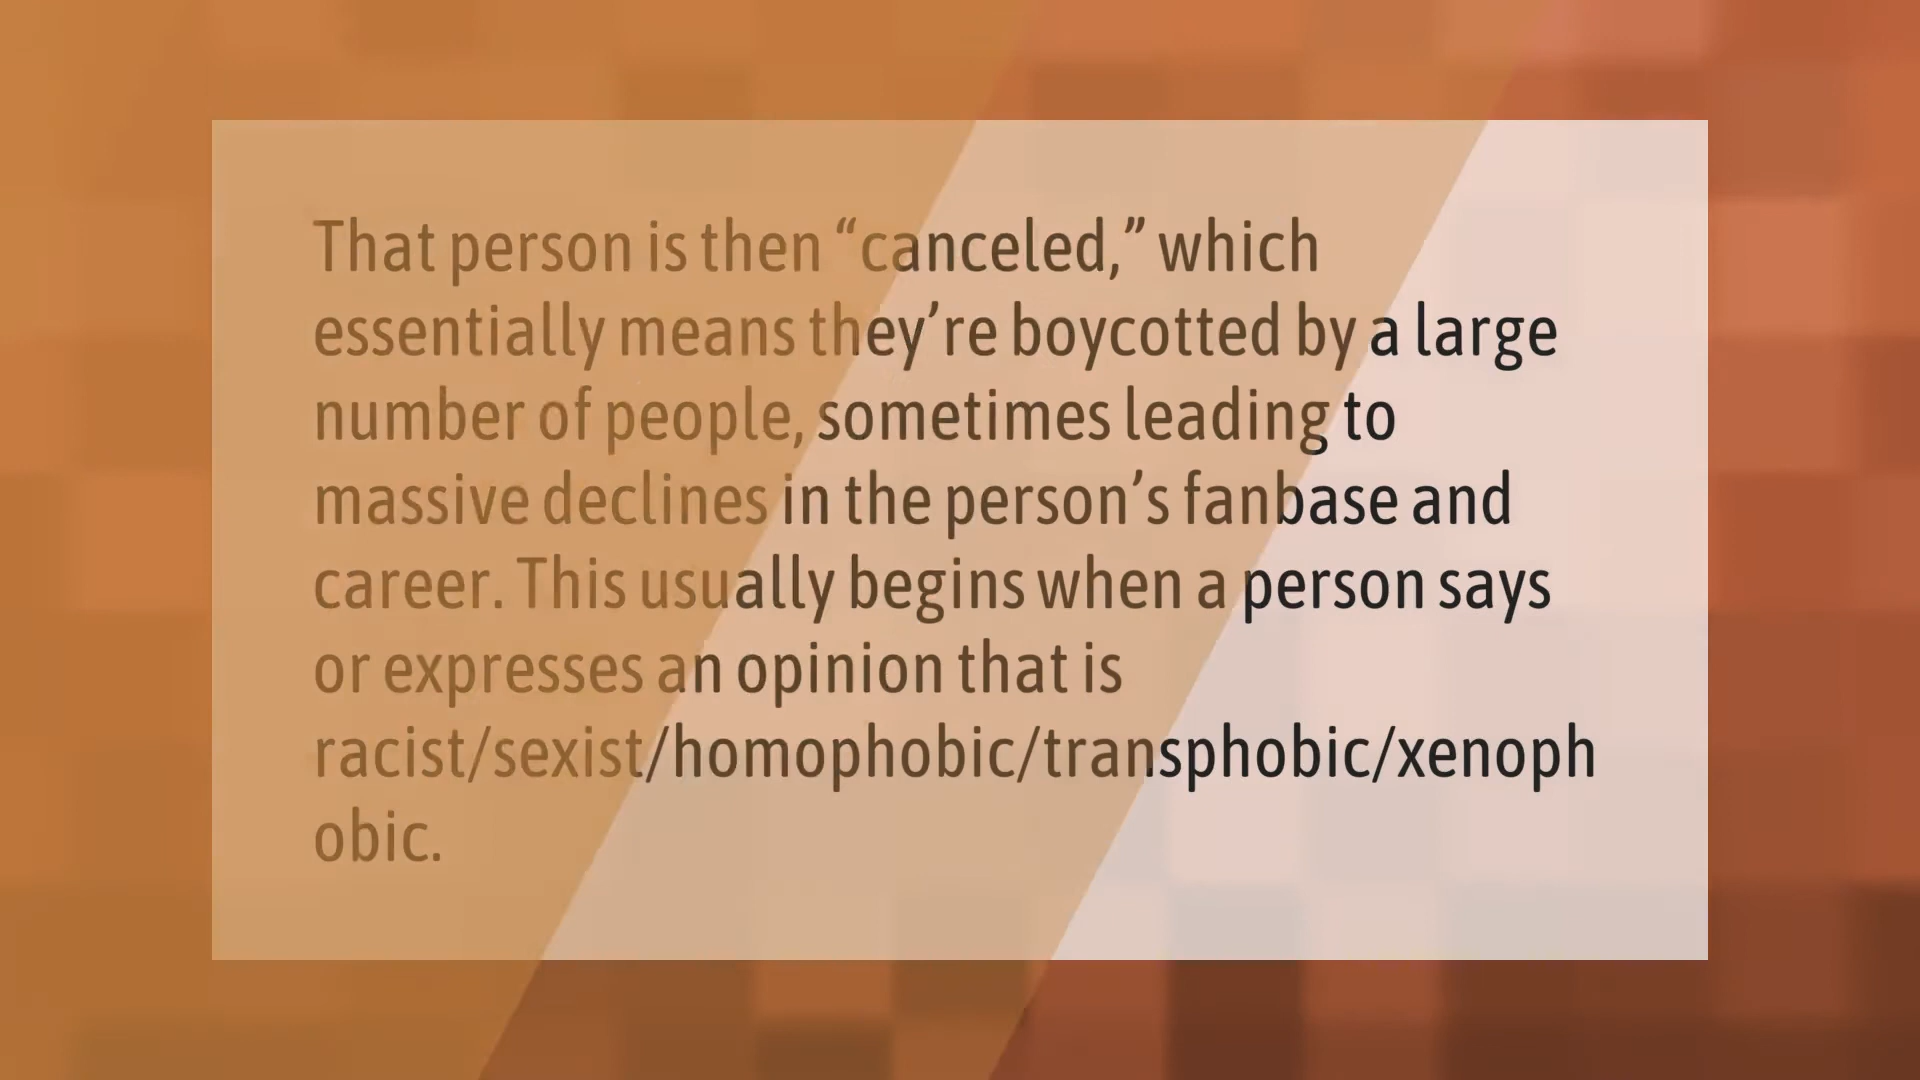 That person is then “canceled,” which
essentially means they’re boycotted by a large
number of people, sometimes leading to
massive declines in the person’s fanbase and
career. This usually begins when a person says
or expresses an opinion that is
racist/sexist/homophobic/transphobic/xenoph
obic.